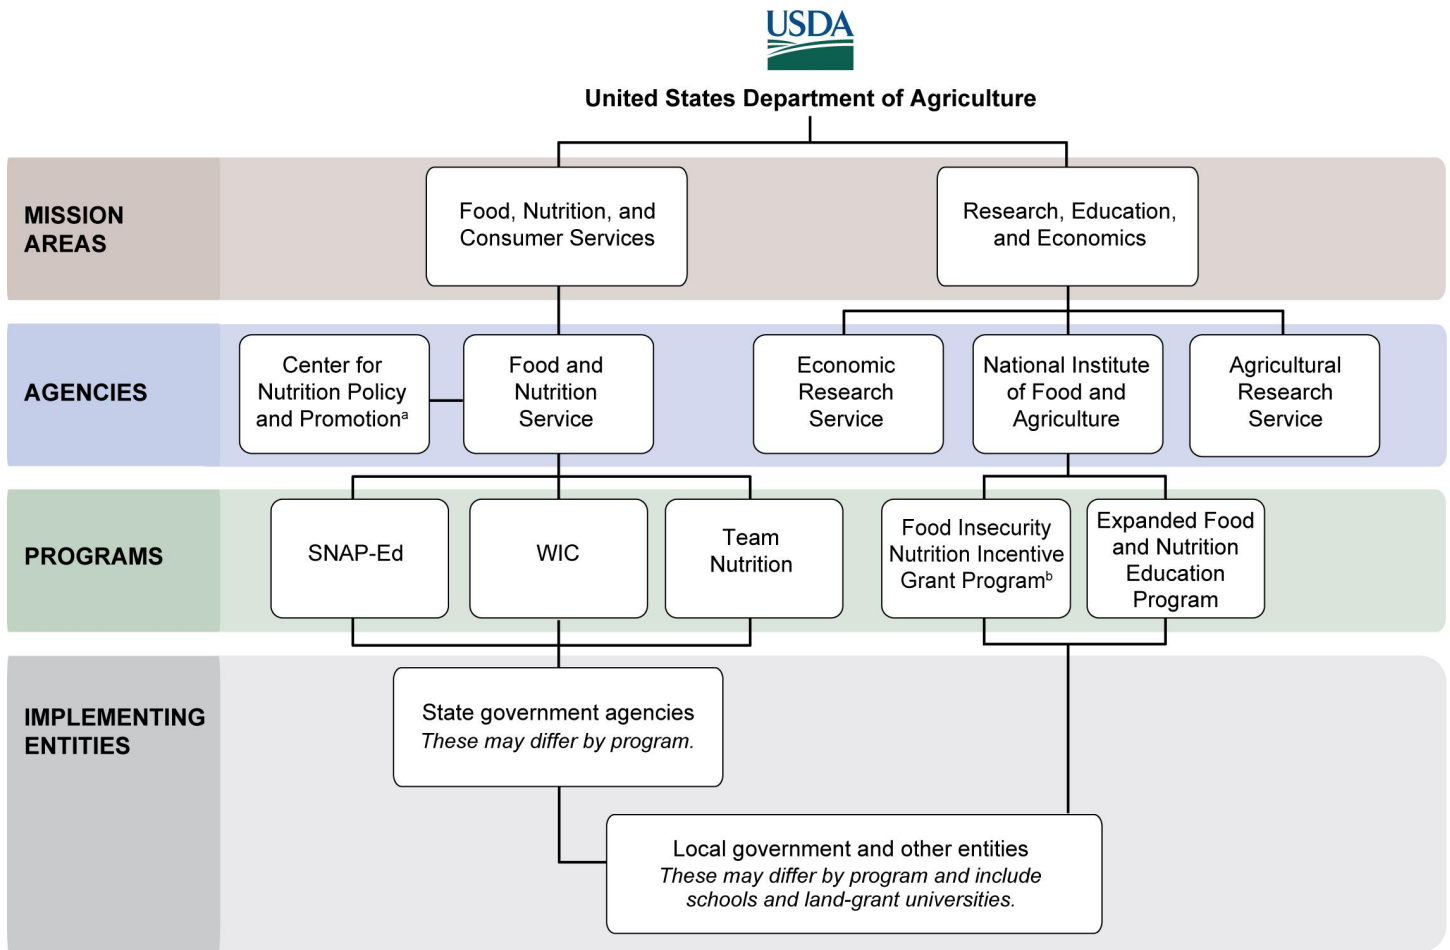 USDA
United States Department of Agriculture
MISSION
AREAS
Food, Nutrition, and
Consumer Services
Research, Education,
and Economics
AGENCIES
Center for
Nutrition Policy
and Promotionᵃ
Food and
Nutrition
Service
Economic
Research
Service
National Institute
of Food and
Agriculture
Agricultural
Research
Service
PROGRAMS
SNAP-Ed
WIC
Team
Nutrition
Food Insecurity
Nutrition Incentive
Grant Programᵇ
Expanded Food
and Nutrition
Education
Program
IMPLEMENTING
ENTITIES
State government agencies
These may differ by program.
Local government and other entities
These may differ by program and include
schools and land-grant universities.